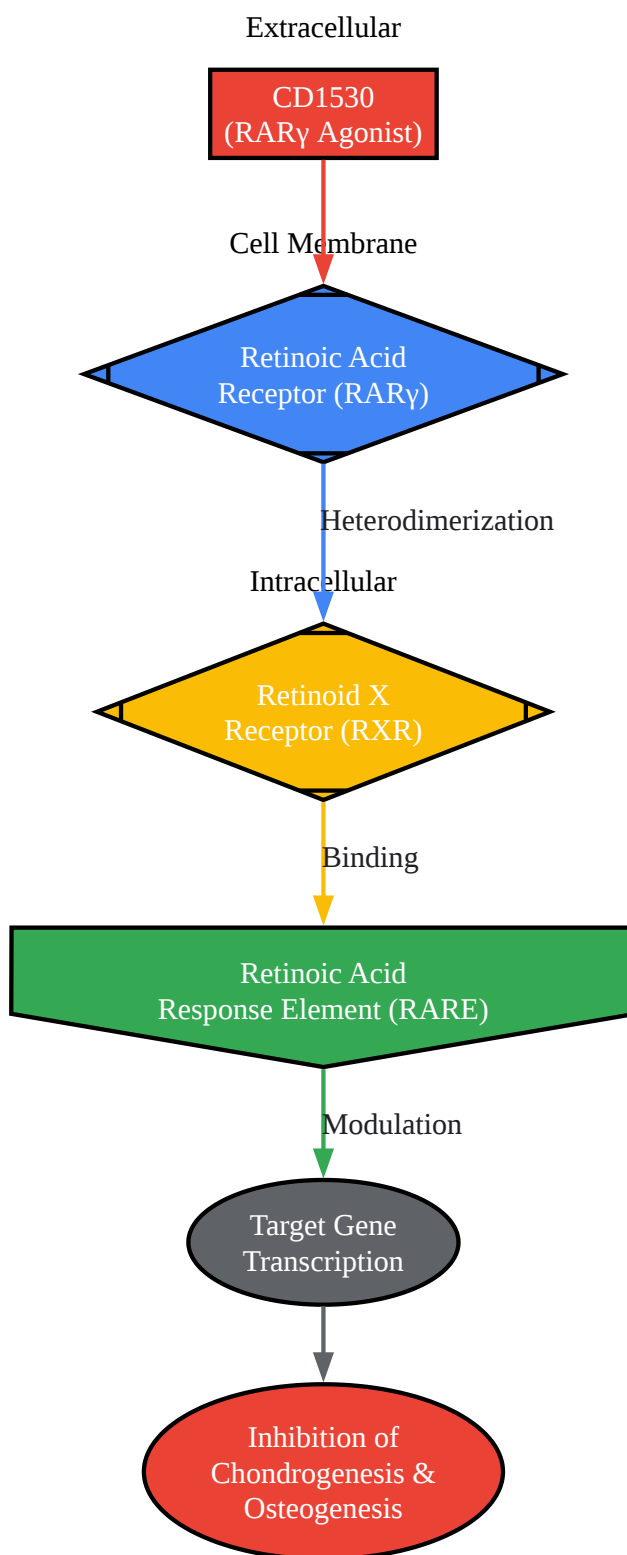 Extracellular
CD1530
(RARγ Agonist)
Cell Membrane
Retinoic Acid
Receptor (RARγ)
Heterodimerization
Intracellular
Retinoid X
Receptor (RXR)
Binding
Retinoic Acid
Response Element (RARE)
Modulation
Target Gene
Transcription
Inhibition of
Chondrogenesis &
Osteogenesis